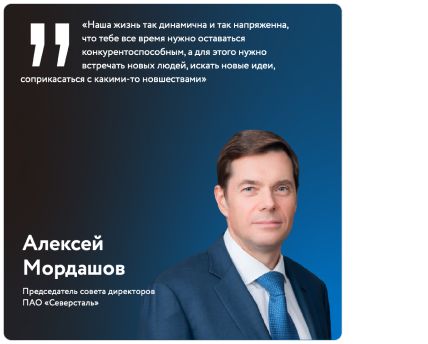 «Наша жизнь так динамична и так напряженна,
что тебе все время нужно оставаться
конкурентоспособным, а для этого нужно
встречать новых людей, искать новые идеи,
соприкасаться с какими-то новшествами»
Алексей
Мордашов
Председатель совета директоров
ПАО «Северсталь»